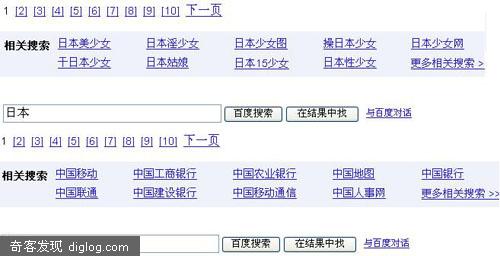 1 [2] [3] [4] [5] [6] [7] [8] [9] [10] 下一页
相关搜索 日本美少女 日本淫少女 日本少女图 操日本少女 日本少女网
干日本少女 日本姑娘 日本15少女 日本性少女 更多相关搜索 >
日本 百度搜索 在结果中找 与百度对话
1 [2] [3] [4] [5] [6] [7] [8] [9] [10] 下一页
相关搜索 中国移动 中国工商银行 中国农业银行 中国地图 中国银行
中国联通 中国建设银行 中国移动通信 中国人事网 更多相关搜索 >>
奇客发现 diglog.com 百度搜索 在结果中找 与百度对话